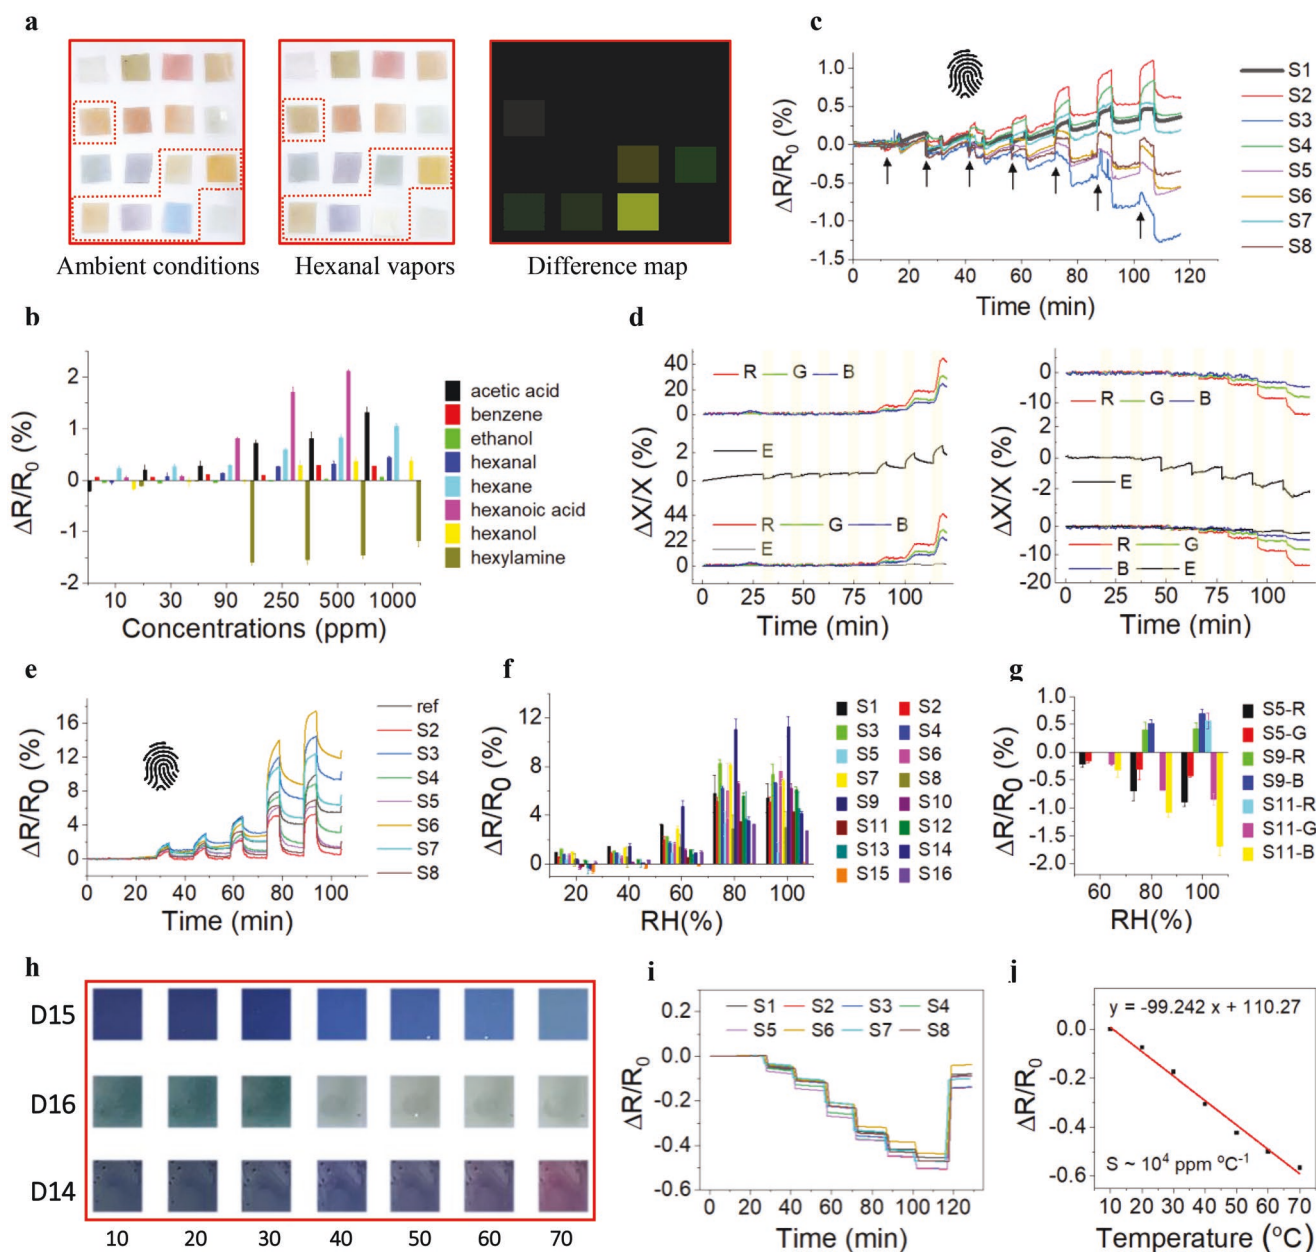 a
Ambient conditions
Hexanal vapors
Difference map
c
ΔR/R0 (%)
1.0
0.5
0.0
-0.5
-1.0
-1.5
0 20 40 60 80 100 120
Time (min)
S1
S2
S3
S4
S5
S6
S7
S8
b
ΔR/R0 (%)
2
1
0
-1
-2
10 30 90 250 500 1000
Concentrations (ppm)
acetic acid
benzene
ethanol
hexanal
hexane
hexanoic acid
hexanol
hexylamine
d
ΔX/X (%)
40
20
0
R G B
2
0
E
44
22
0
R G B
E
0 25 50 75 100
Time (min)
ΔX/X (%)
0
-10
R G B
0
-2
E
0
-10
-20
R G
B E
0 25 50 75 100
Time (min)
e
ΔR/R0 (%)
16
12
8
4
0
0 20 40 60 80 100
Time (min)
ref
S2
S3
S4
S5
S6
S7
S8
f
ΔR/R0 (%)
12
8
4
0
20 40 60 80 100
RH(%)
S1 S2
S3 S4
S5 S6
S7 S8
S9 S10
S11 S12
S13 S14
S15 S16
g
ΔR/R0 (%)
1.0
0.5
0.0
-0.5
-1.0
-1.5
-2.0
60 80 100
RH(%)
S5-R
S5-G
S9-R
S9-B
S11-R
S11-G
S11-B
h
D15
D16
D14
10 20 30 40 50 60 70
i
ΔR/R0
0.2
0.0
-0.2
-0.4
-0.6
S1 S2 S3 S4
S5 S6 S7 S8
0 20 40 60 80 100 120
Time (min)
j
ΔR/R0
y = -99.242 x + 110.27
0.0
-0.2
-0.4
-0.6
S ~ 10⁴ ppm °C⁻¹
10 20 30 40 50 60 70
Temperature (°C)